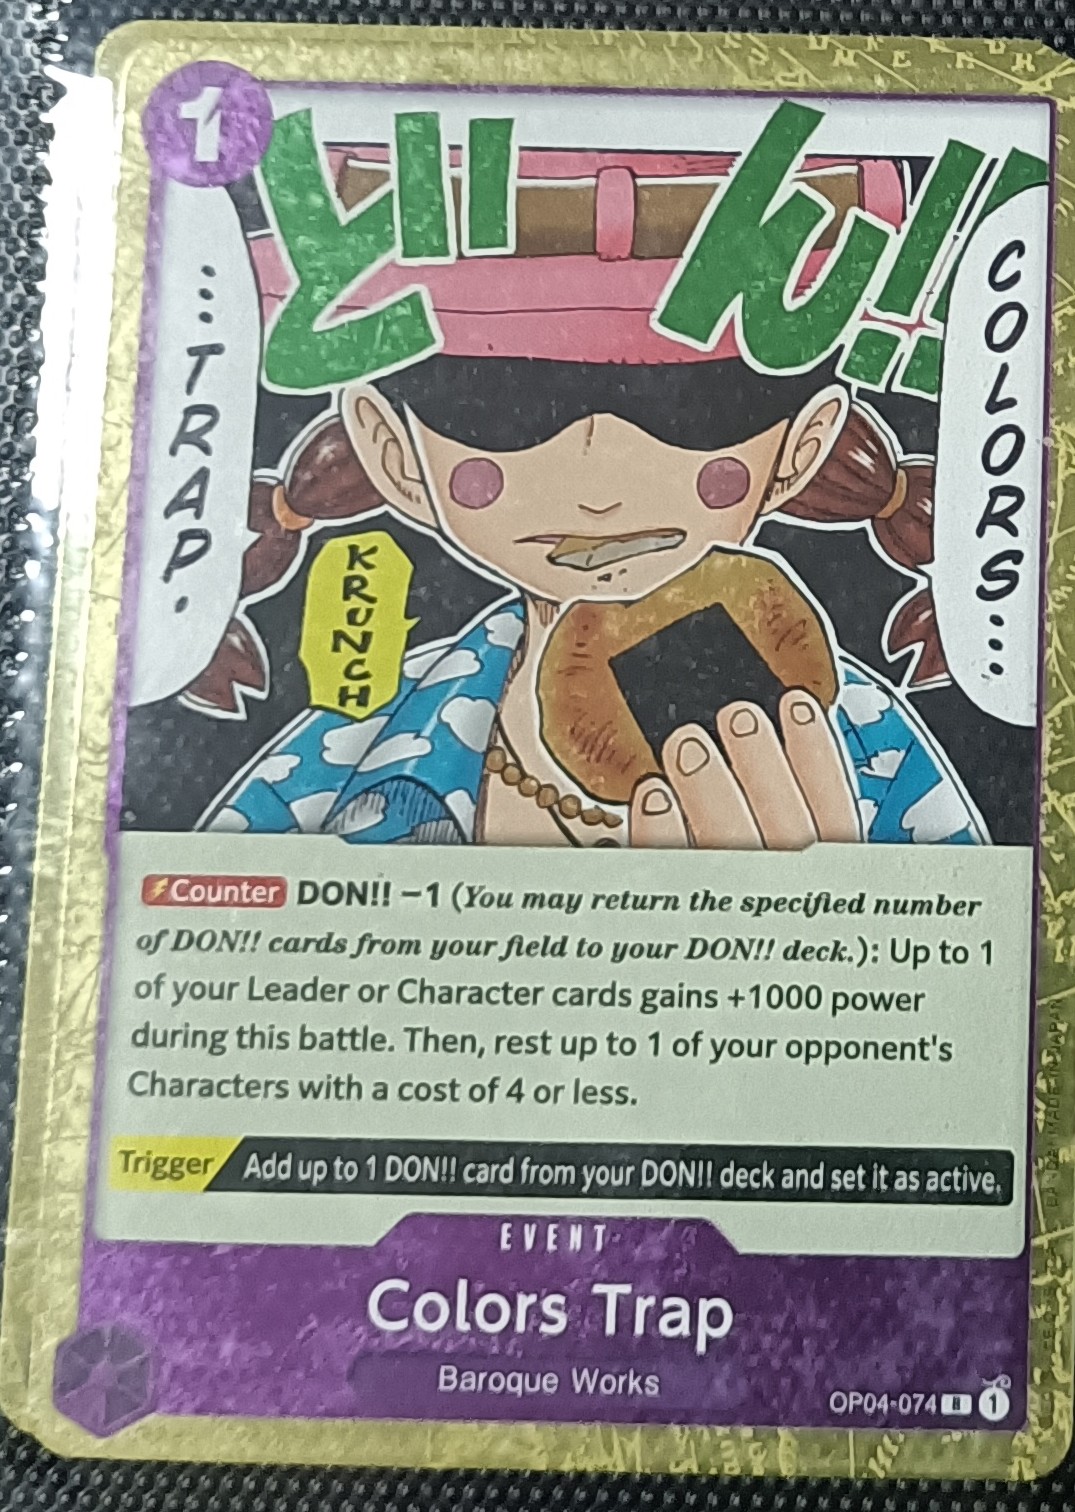 1
どーん!!
COLORS...
...TRAP.
KRUNCH
Counter DON!! −1 (You may return the specified number
of DON!! cards from your field to your DON!! deck.): Up to 1
of your Leader or Character cards gains +1000 power
during this battle. Then, rest up to 1 of your opponent's
Characters with a cost of 4 or less.
Trigger Add up to 1 DON!! card from your DON!! deck and set it as active.
EVENT
Colors Trap
Baroque Works
OP04-074 R 1
MADE IN JAPAN